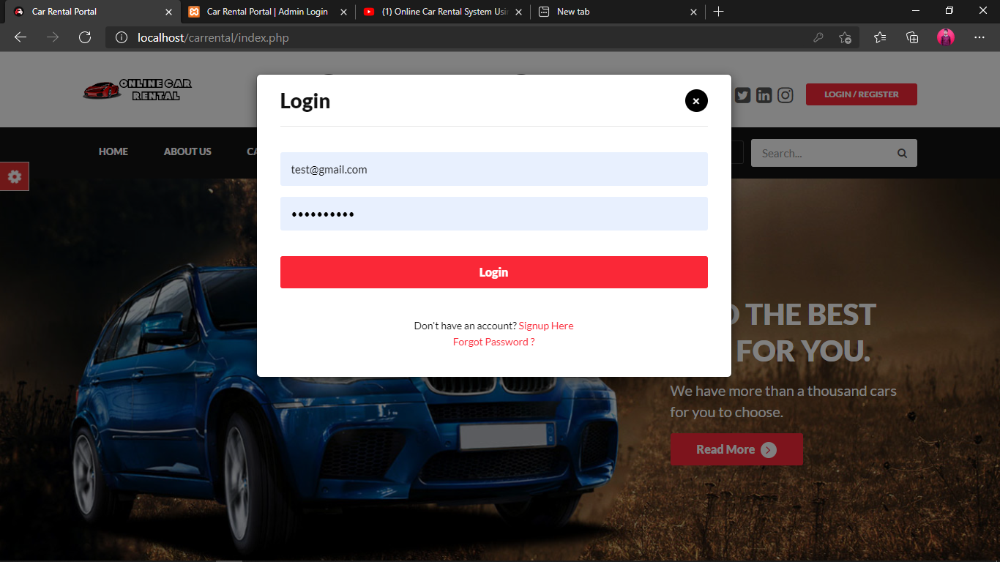 Car Rental Portal
Car Rental Portal | Admin Login
(1) Online Car Rental System Usin
New tab
localhost/carrental/index.php
ONLINE CAR
RENTAL
LOGIN / REGISTER
HOME
ABOUT US
CA
Search...
Login
test@gmail.com
••••••••••
Login
Don't have an account? Signup Here
Forgot Password ?
THE BEST
FOR YOU.
We have more than a thousand cars
for you to choose.
Read More